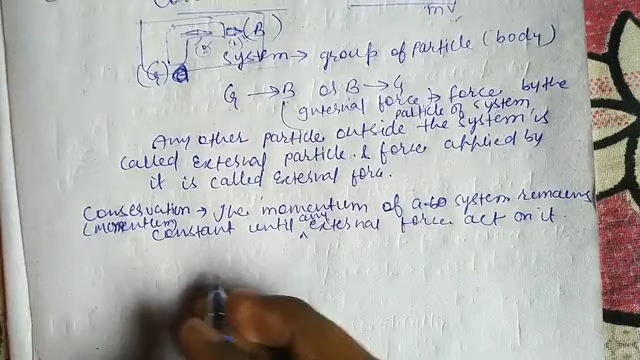 mV
(B)
System → group of particle (body)
(G)
G → B or B → G
(Internal force → force by the
particle of system
Any other particle outside the system is
called External particle & force applied by
it is called External force.
Conservation → The momentum of a system remains
(momentum) constant until any external force act on it.